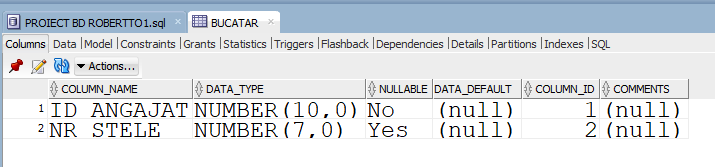 PROIECT BD ROBERTTO1.sql BUCATAR
Columns Data Model Constraints Grants Statistics Triggers Flashback Dependencies Details Partitions Indexes SQL
Actions...
COLUMN_NAME DATA_TYPE NULLABLE DATA_DEFAULT COLUMN_ID COMMENTS
1 ID_ANGAJAT NUMBER(10,0) No (null) 1 (null)
2 NR_STELE NUMBER(7,0) Yes (null) 2 (null)